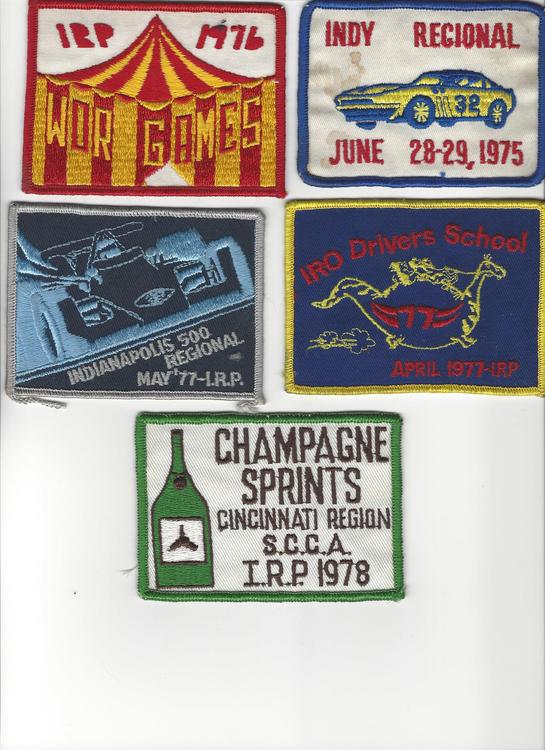 IRP 1976
WOR GAMES
INDY REGIONAL
32
JUNE 28-29, 1975
INDIANAPOLIS 500
REGIONAL
MAY '77-I.R.P.
IRO Drivers School
77
APRIL 1977-IRP
CHAMPAGNE
SPRINTS
CINCINNATI REGION
S.C.C.A.
I.R.P. 1978